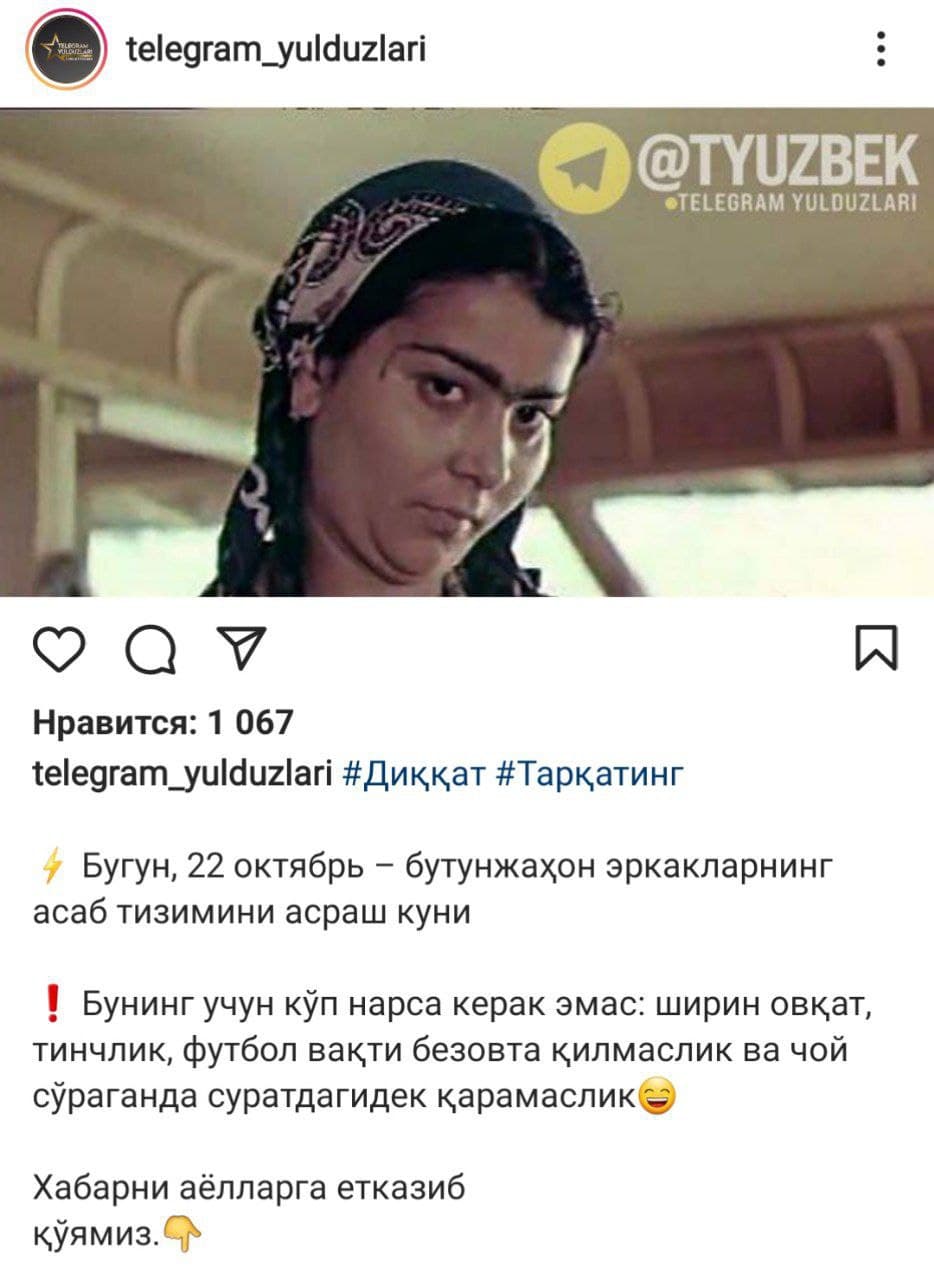 telegram_yulduzlari
@TYUZBEK
TELEGRAM YULDUZLARI
Нравится: 1 067
telegram_yulduzlari #Диққат #Тарқатинг
⚡ Бугун, 22 октябрь – бутунжаҳон эркакларнинг
асаб тизимини асраш куни
❗ Бунинг учун кўп нарса керак эмас: ширин овқат,
тинчлик, футбол вақти безовта қилмаслик ва чой
сўраганда суратдагидек қарамаслик😄
Хабарни аёлларга етказиб
қўямиз.👇